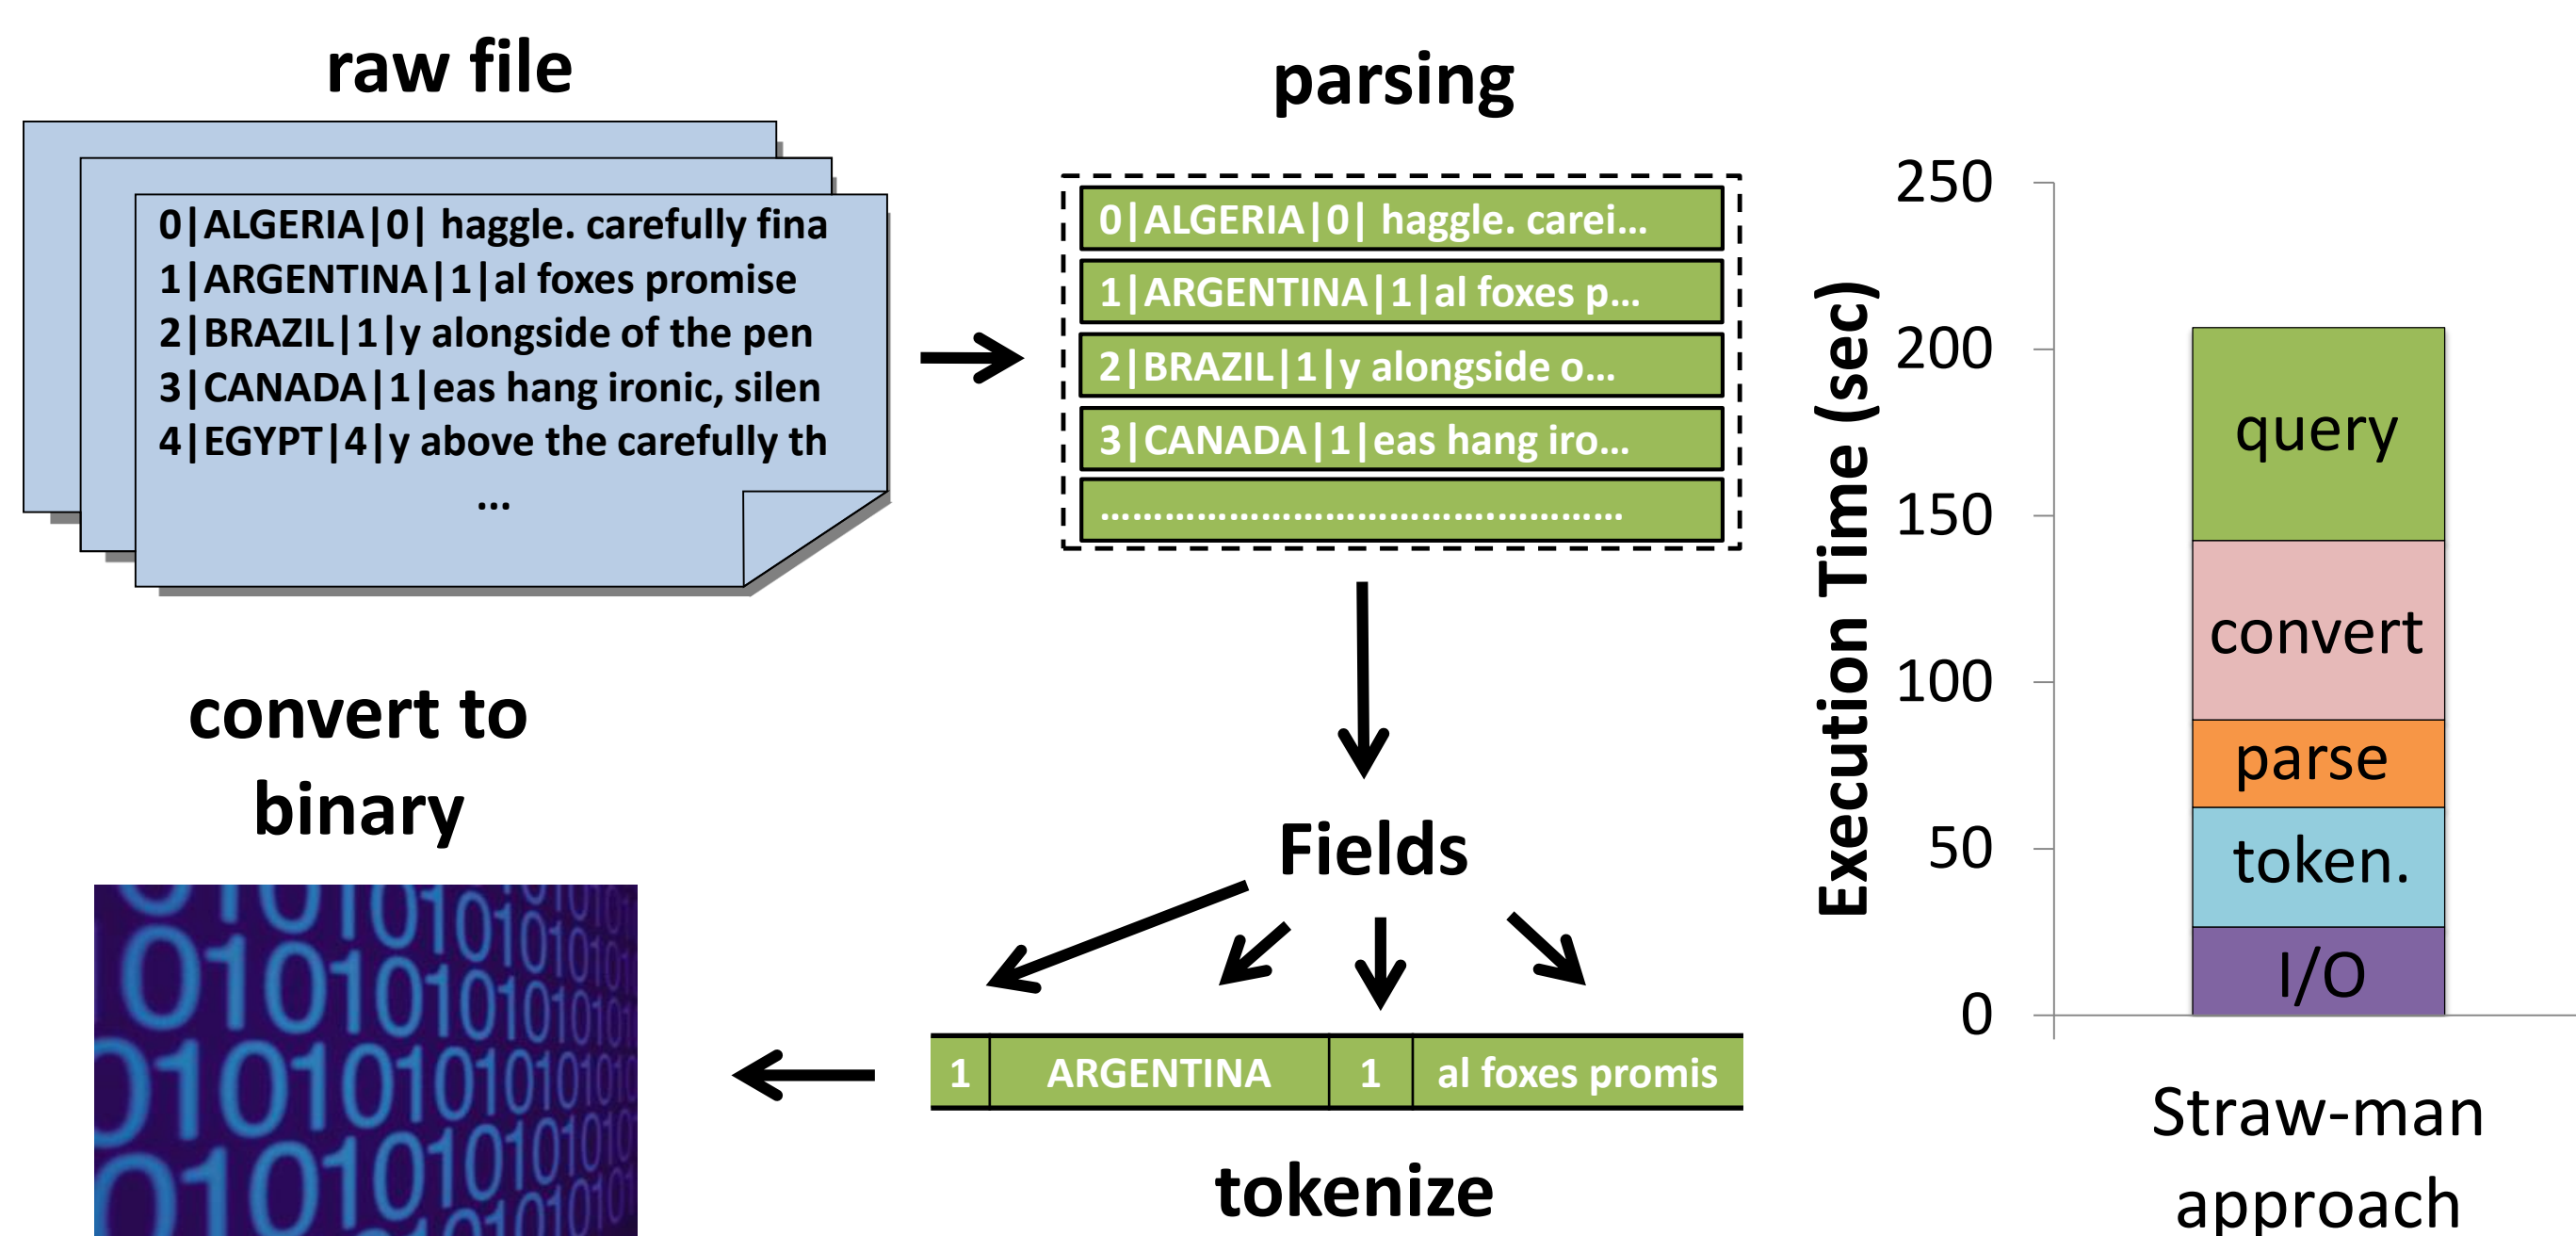 raw file
0|ALGERIA|0| haggle. carefully fina
1|ARGENTINA|1|al foxes promise
2|BRAZIL|1|y alongside of the pen
3|CANADA|1|eas hang ironic, silen
4|EGYPT|4|y above the carefully th
...
parsing
0|ALGERIA|0| haggle. carei...
1|ARGENTINA|1|al foxes p...
2|BRAZIL|1|y alongside o...
3|CANADA|1|eas hang iro...
……………………………….…………
Fields
1 ARGENTINA 1 al foxes promis
tokenize
convert to
binary
Execution Time (sec)
250
200
150
100
50
0
query
convert
parse
token.
I/O
Straw-man
approach